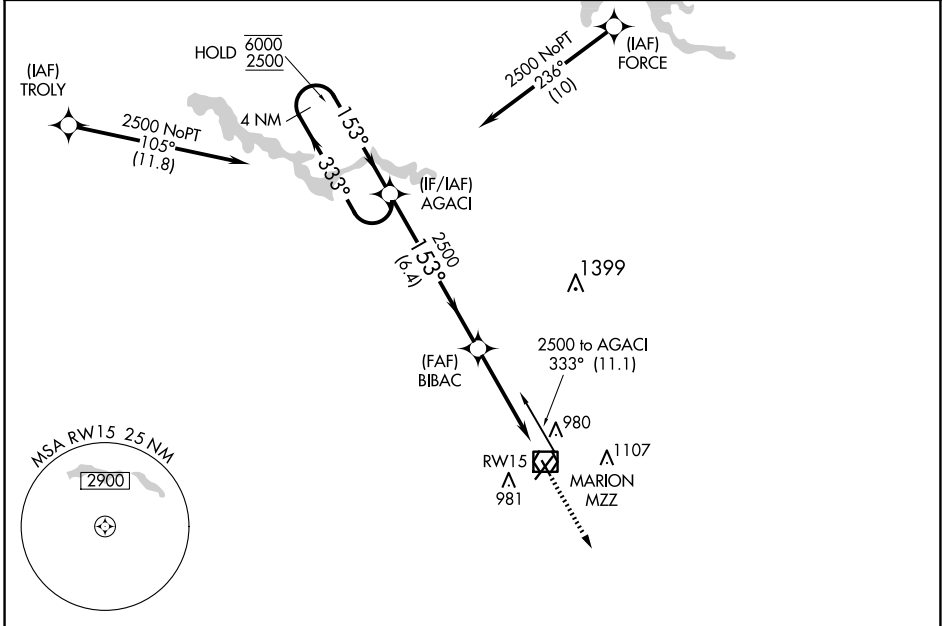 HOLD 6000
2500
(IAF)
TROLY
2500 NoPT
105°
(11.8)
4 NM
153°
333°
2500 NoPT
236°
(10)
(IAF)
FORCE
(IF/IAF)
AGACI
2500
153°
(6.4)
1399
(FAF)
BIBAC
2500 to AGACI
333° (11.1)
980
RW15
1107
981
MARION
MZZ
MSA RW15 25 NM
2900